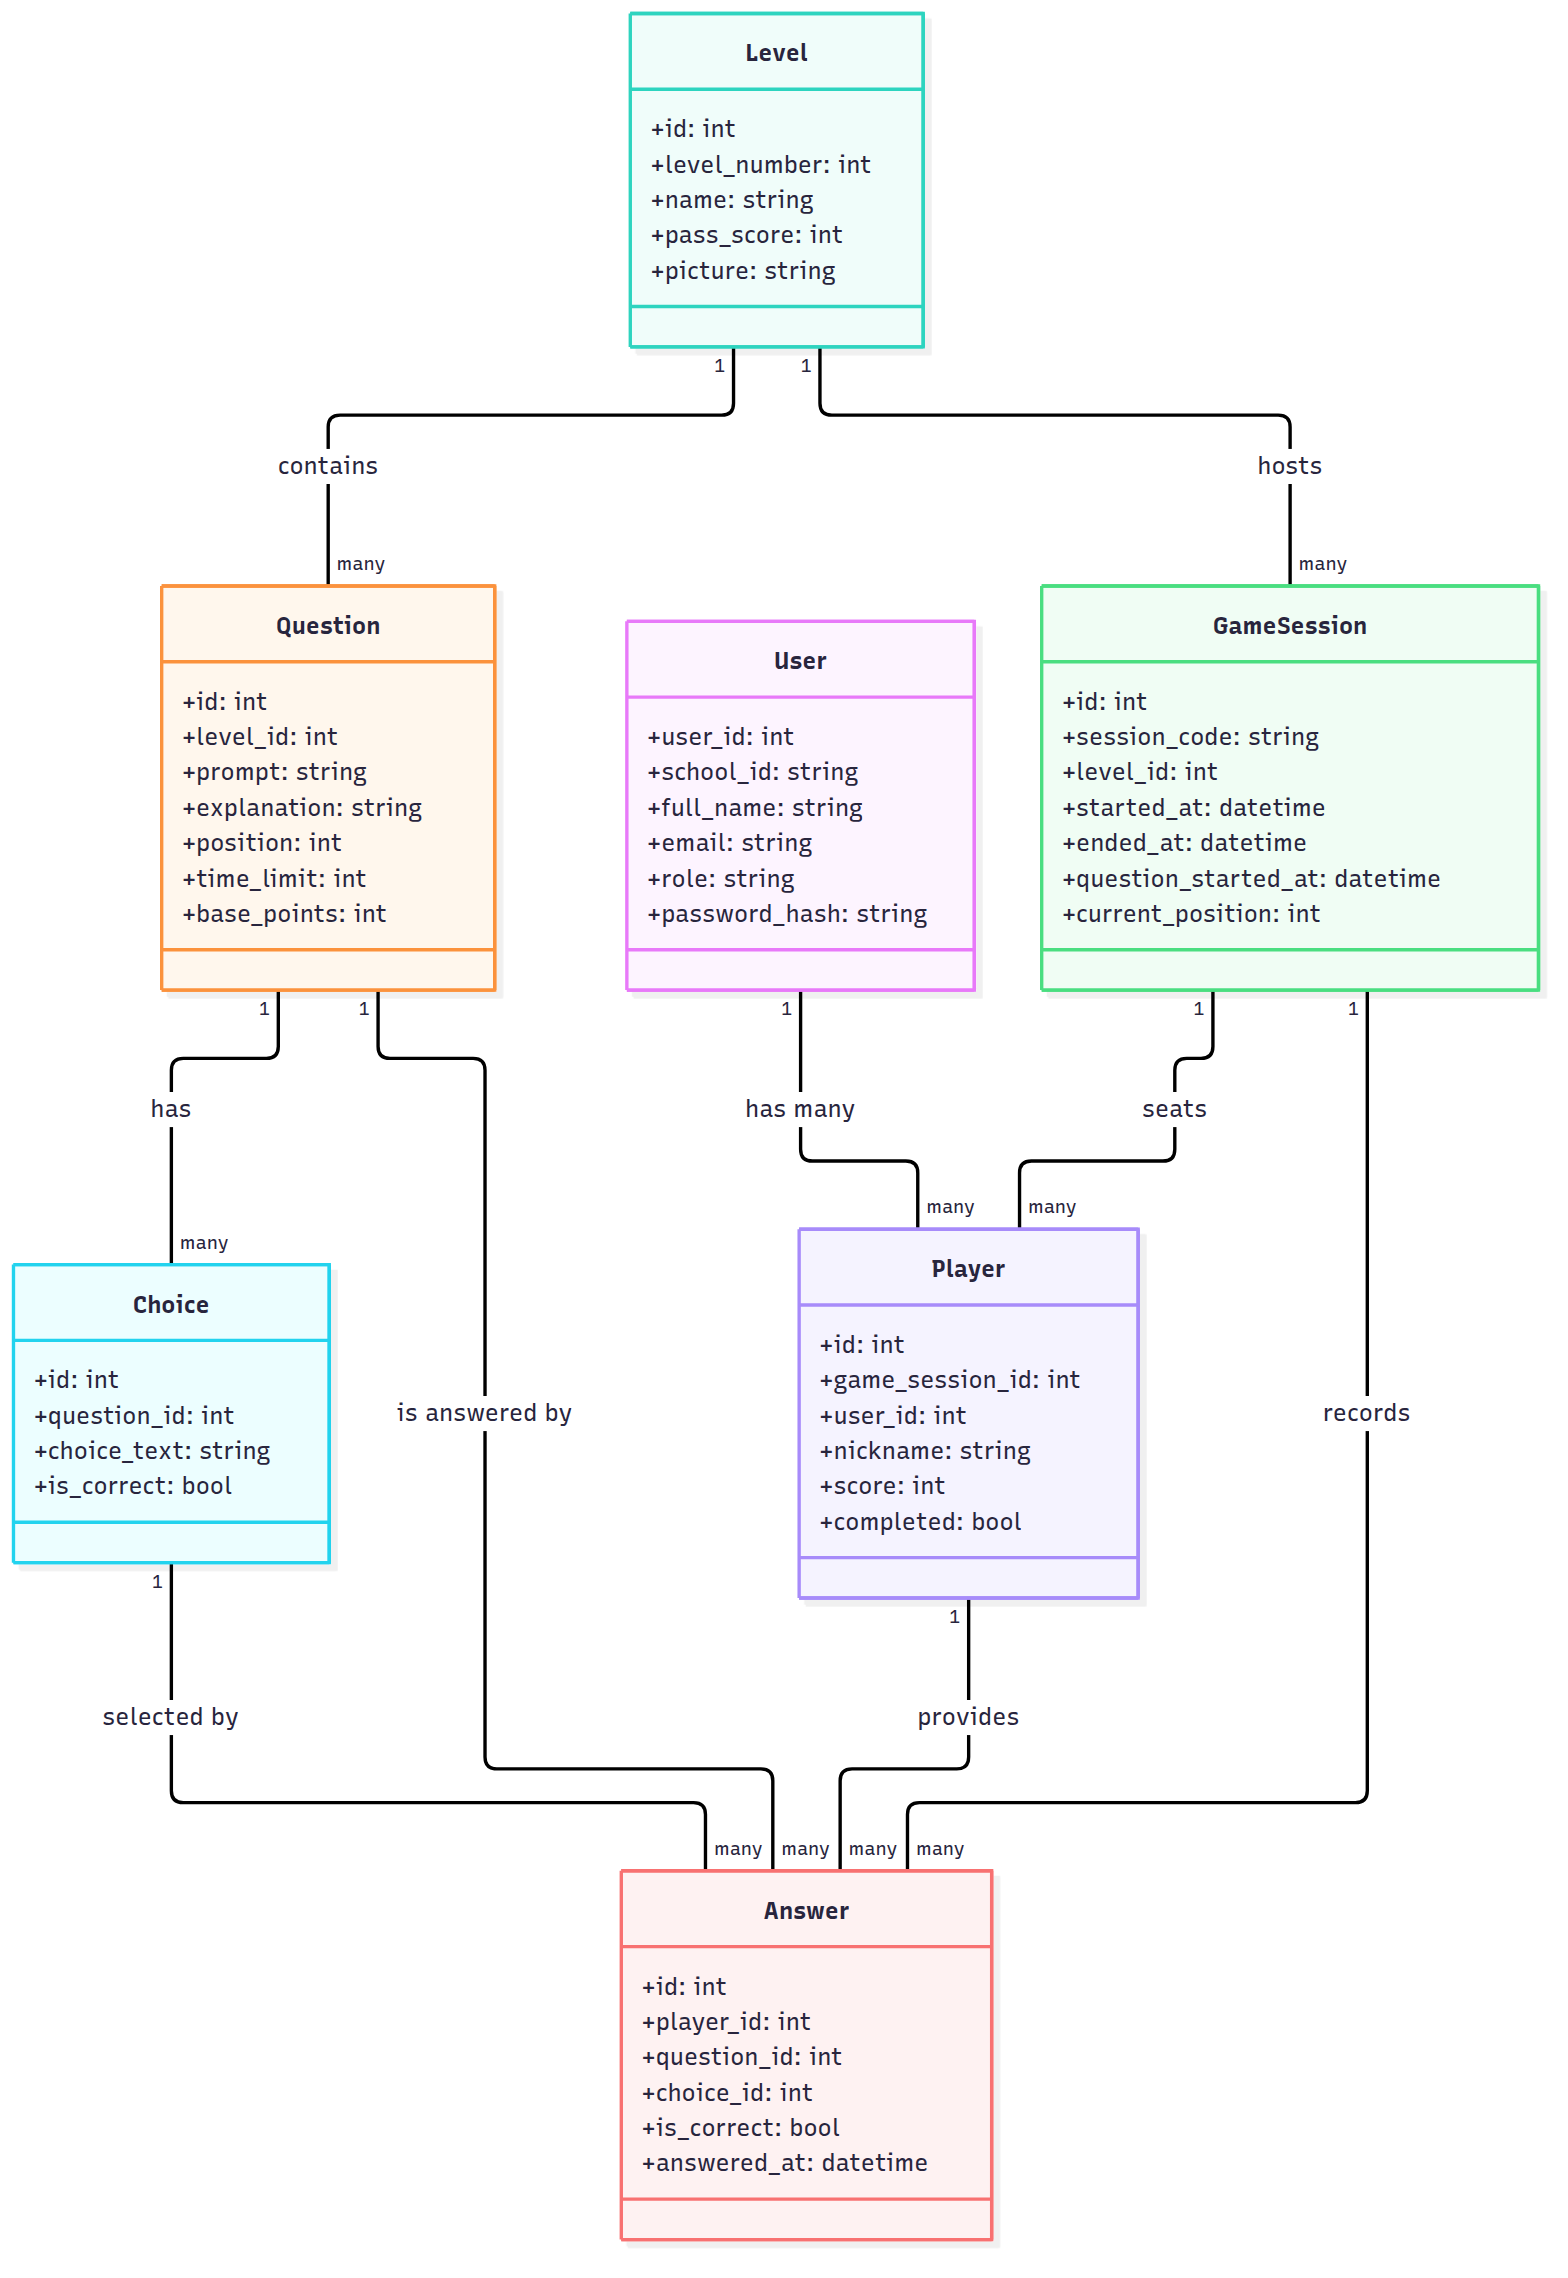 Level
+id: int
+level_number: int
+name: string
+pass_score: int
+picture: string
1
1
contains
hosts
many
many
Question
+id: int
+level_id: int
+prompt: string
+explanation: string
+position: int
+time_limit: int
+base_points: int
User
+user_id: int
+school_id: string
+full_name: string
+email: string
+role: string
+password_hash: string
GameSession
+id: int
+session_code: string
+level_id: int
+started_at: datetime
+ended_at: datetime
+question_started_at: datetime
+current_position: int
1
1
1
1
1
has
has many
seats
many
many
many
Choice
+id: int
+question_id: int
+choice_text: string
+is_correct: bool
is answered by
Player
+id: int
+game_session_id: int
+user_id: int
+nickname: string
+score: int
+completed: bool
records
1
1
selected by
provides
many
many
many
many
Answer
+id: int
+player_id: int
+question_id: int
+choice_id: int
+is_correct: bool
+answered_at: datetime